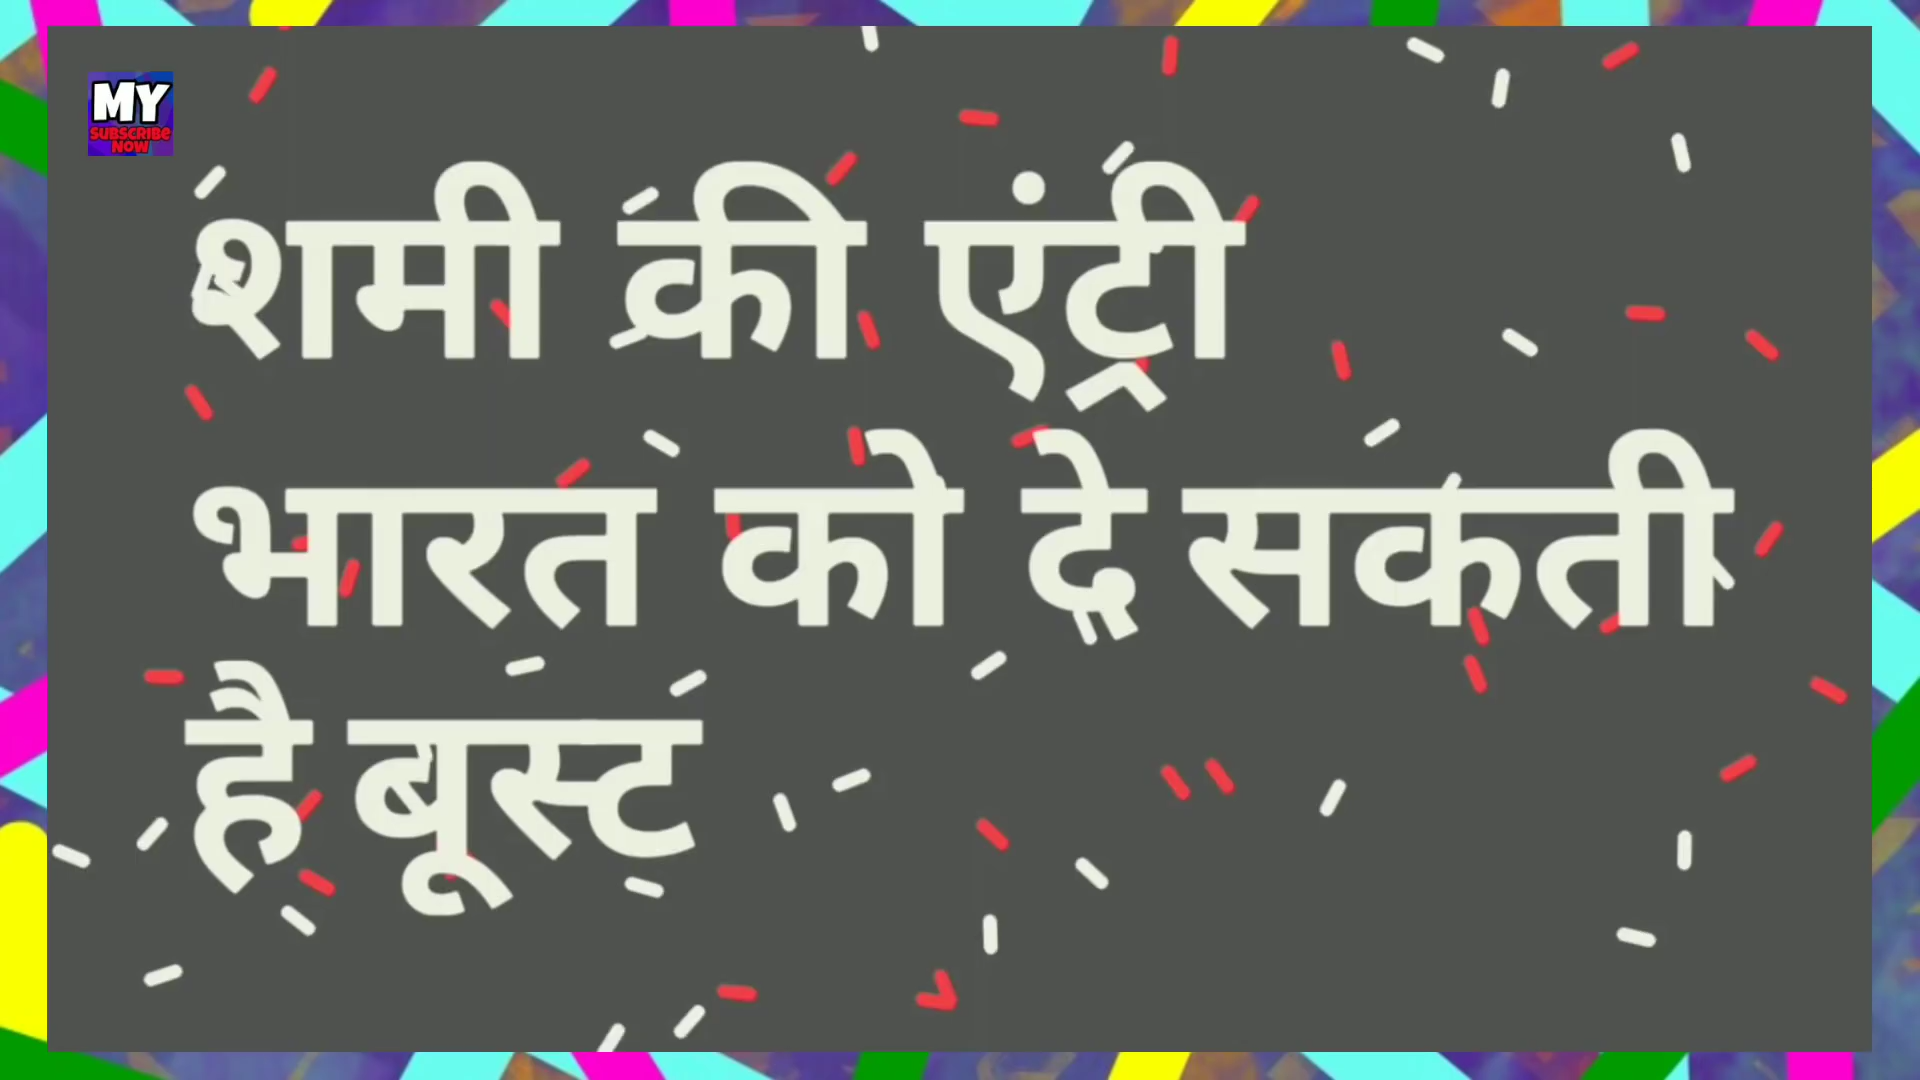 MY
SUBSCRIBE
NOW
शमी की एंट्री
भारत को दे सकती
है बूस्ट